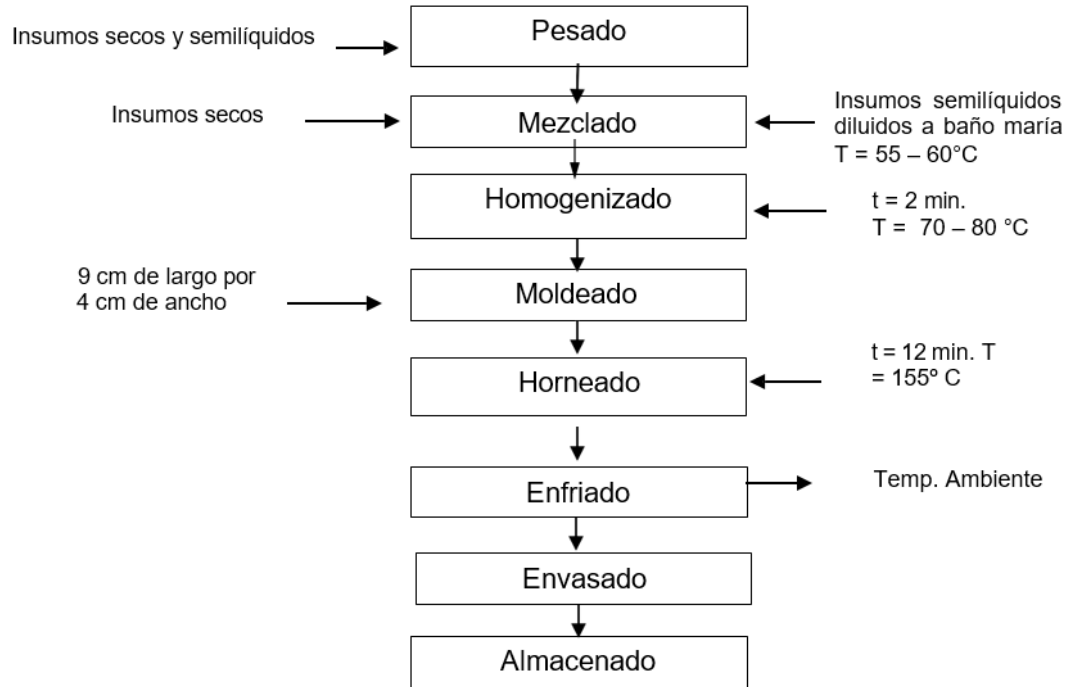 Insumos secos y semilíquidos
Pesado
Insumos secos
Mezclado
Insumos semilíquidos
diluidos a baño maría
T = 55 – 60°C
Homogenizado
t = 2 min.
T = 70 – 80 °C
9 cm de largo por
4 cm de ancho
Moldeado
Horneado
t = 12 min. T
= 155º C
Enfriado
Temp. Ambiente
Envasado
Almacenado